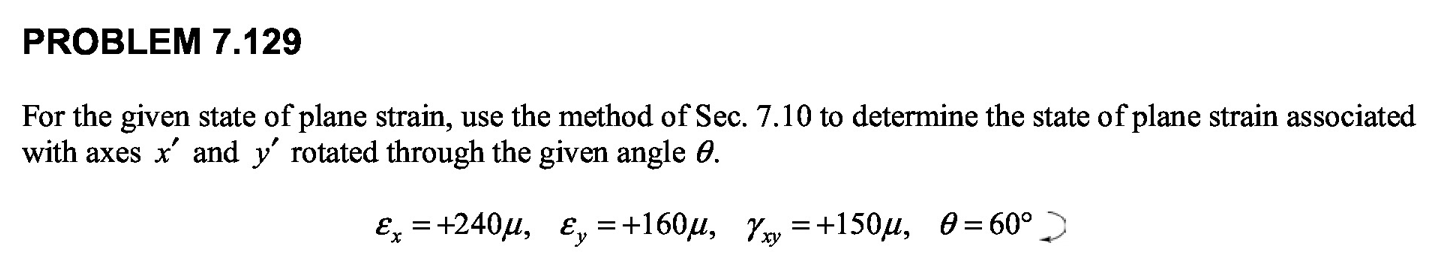 PROBLEM 7.129
For the given state of plane strain, use the method of Sec. 7.10 to determine the state of plane strain associated
with axes x′ and y′ rotated through the given angle θ.
εx = +240μ, εy = +160μ, γxy = +150μ, θ = 60°